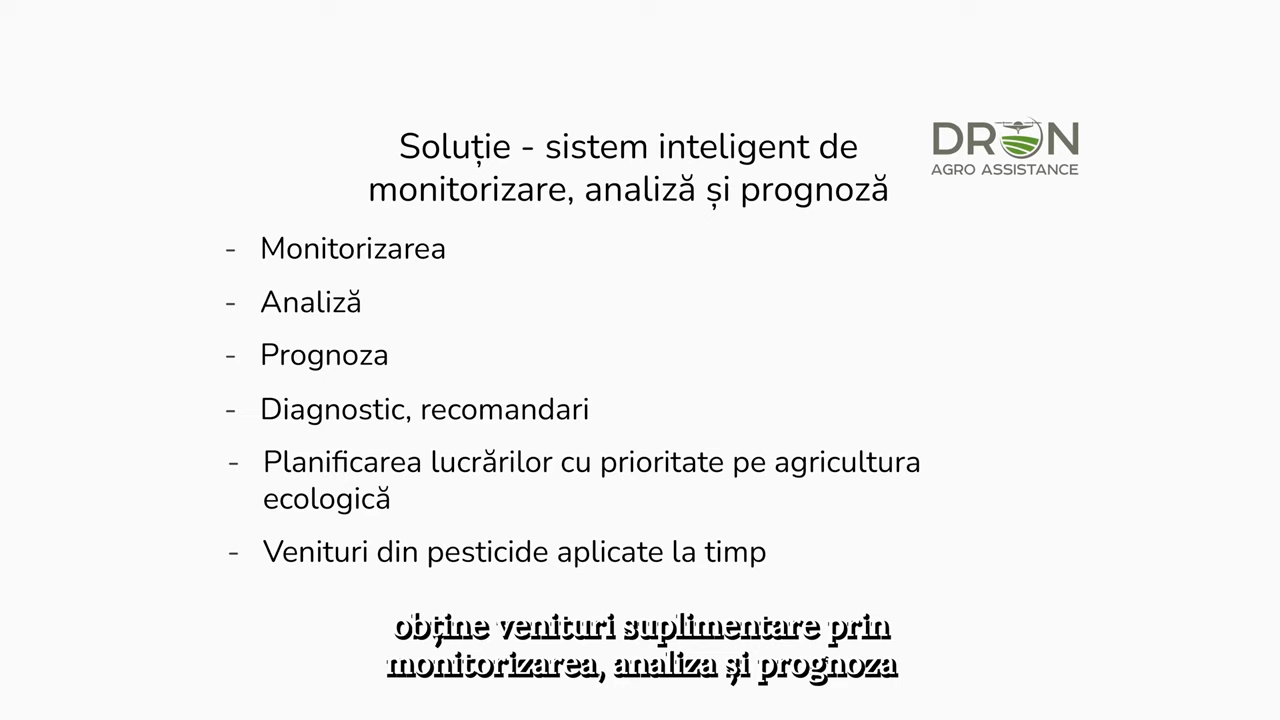 Soluție - sistem inteligent de
monitorizare, analiză și prognoză
DRON
AGRO ASSISTANCE
- Monitorizarea
- Analiză
- Prognoza
- Diagnostic, recomandari
- Planificarea lucrărilor cu prioritate pe agricultura
ecologică
- Venituri din pesticide aplicate la timp
obține venituri suplimentare prin
monitorizarea, analiza și prognoza